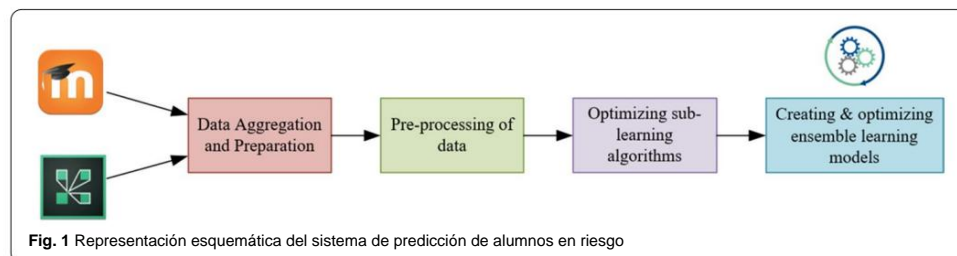 m
Data Aggregation
and Preparation
Pre-processing of
data
Optimizing sub-
learning
algorithms
Creating & optimizing
ensemble learning
models
Fig. 1 Representación esquemática del sistema de predicción de alumnos en riesgo